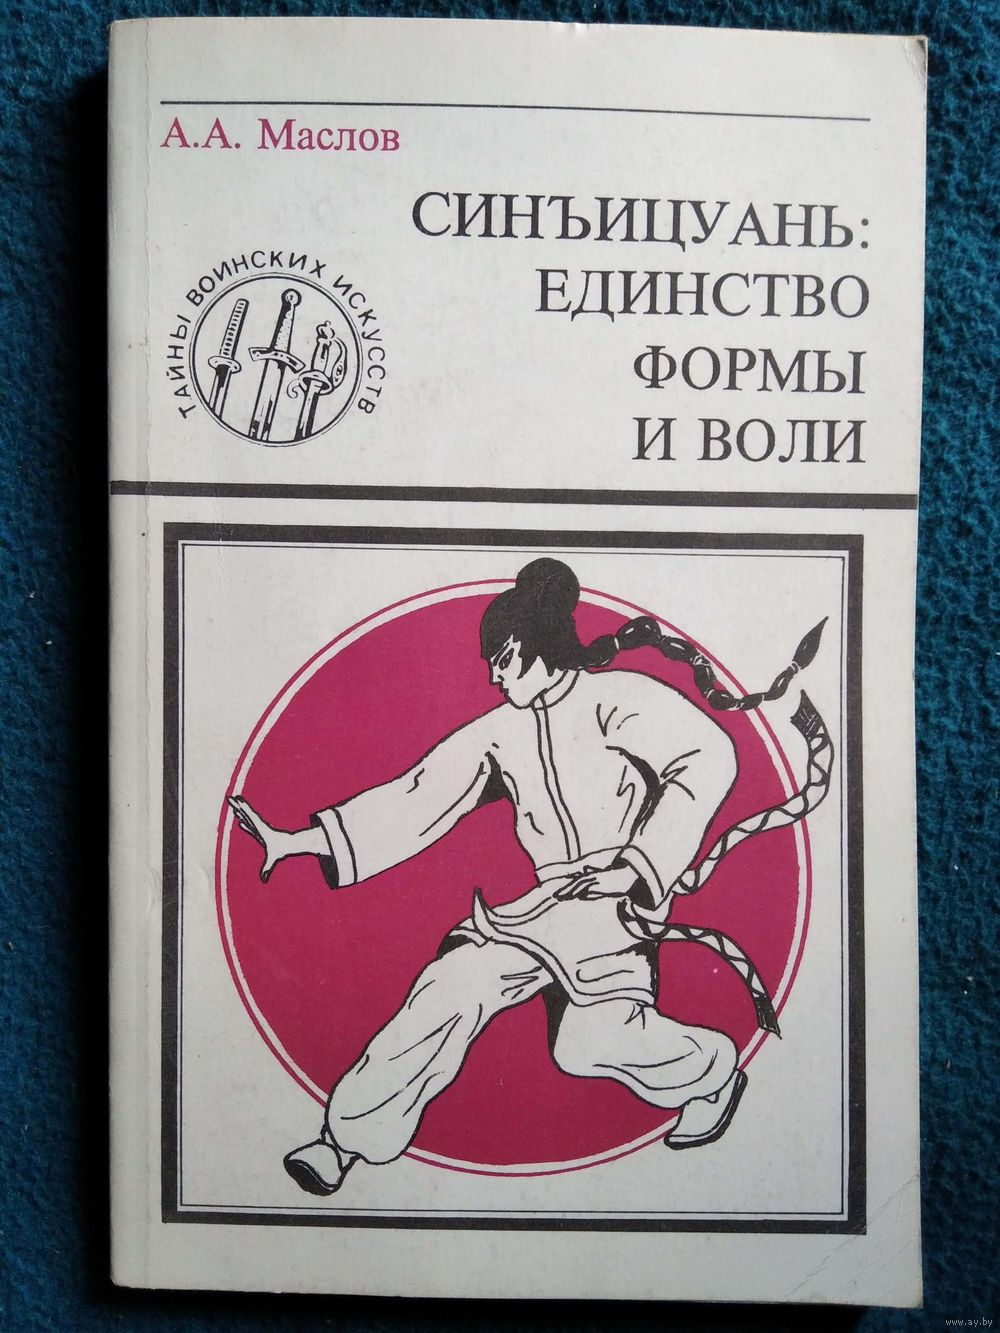 А.А. Маслов
СИНЪИЦУАНЬ:
ЕДИНСТВО
ФОРМЫ
И ВОЛИ
ТАЙНЫ ВОИНСКИХ ИСКУССТВ
www.ay.by